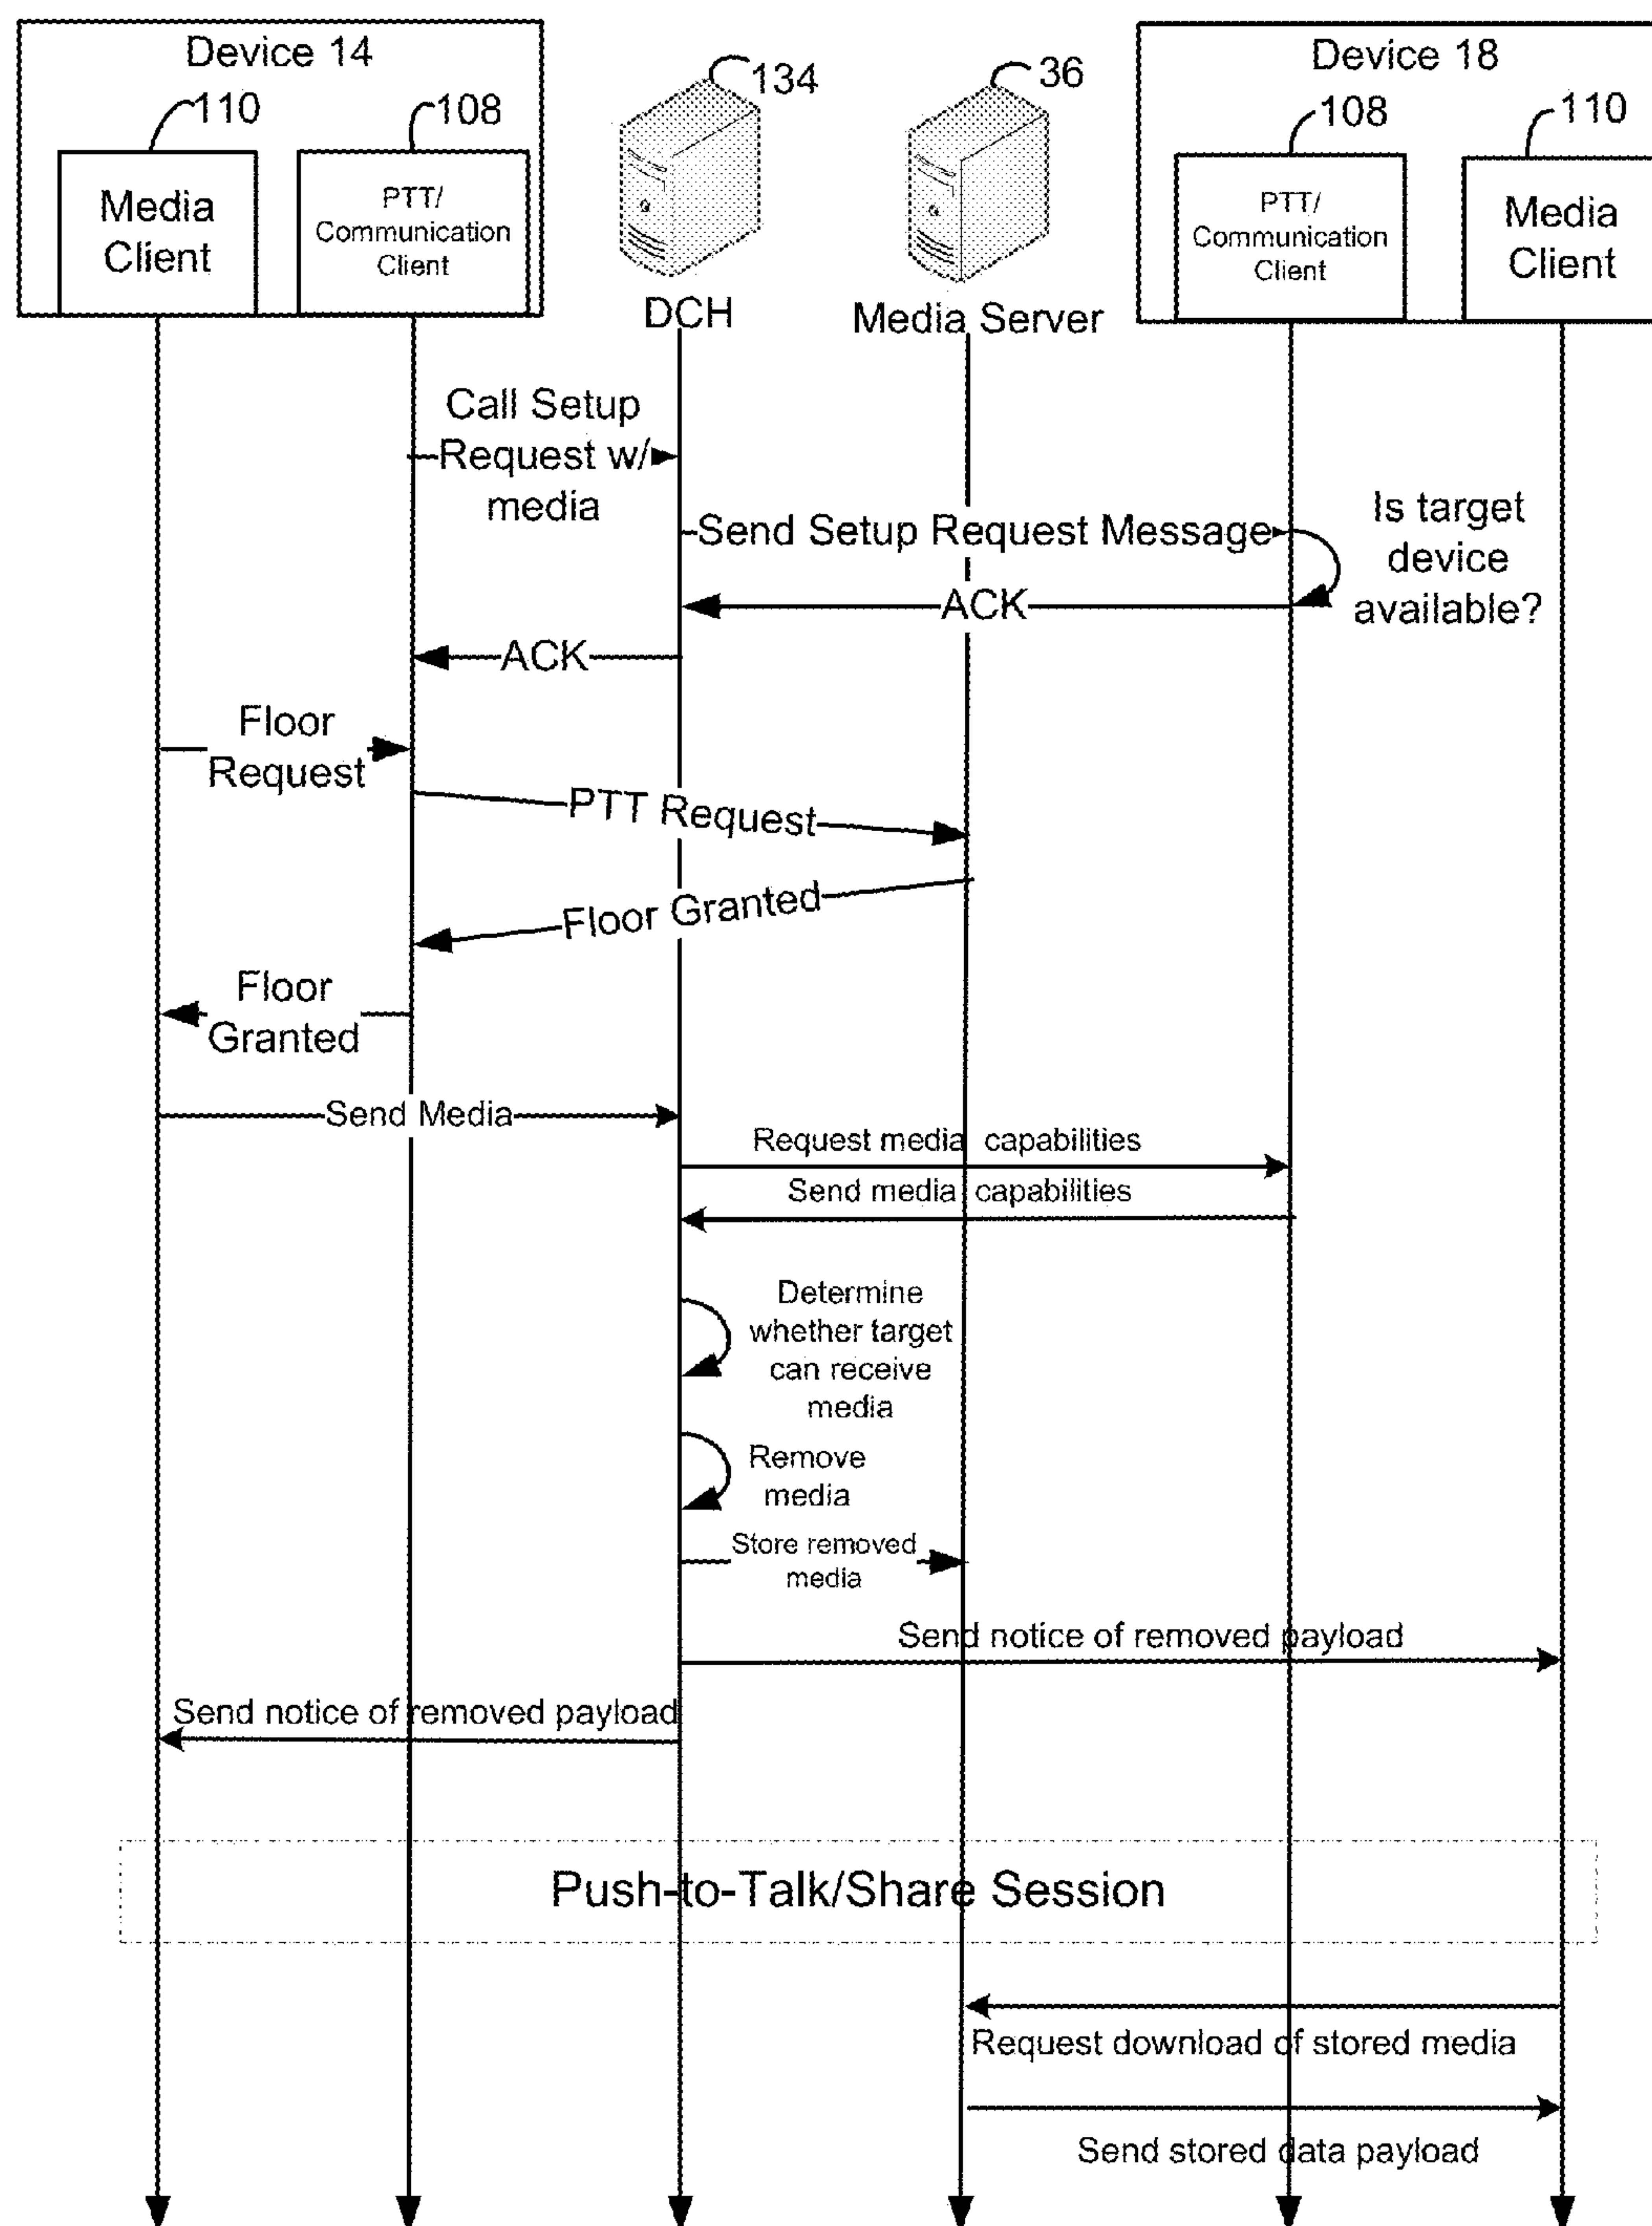 Device 14
Device 18
134
36
110
108
108
110
Media
Client
PTT/
Communication
Client
PTT/
Communication
Client
Media
Client
DCH
Media Server
Call Setup
Request w/
media
Send Setup Request Message
Is target
device
available?
ACK
ACK
Floor
Request
PTT Request
Floor Granted
Floor
Granted
Send Media
Request media capabilities
Send media capabilities
Determine
whether target
can receive
media
Remove
media
Store removed
media
Send notice of removed payload
Send notice of removed payload
Push-to-Talk/Share Session
Request download of stored media
Send stored data payload